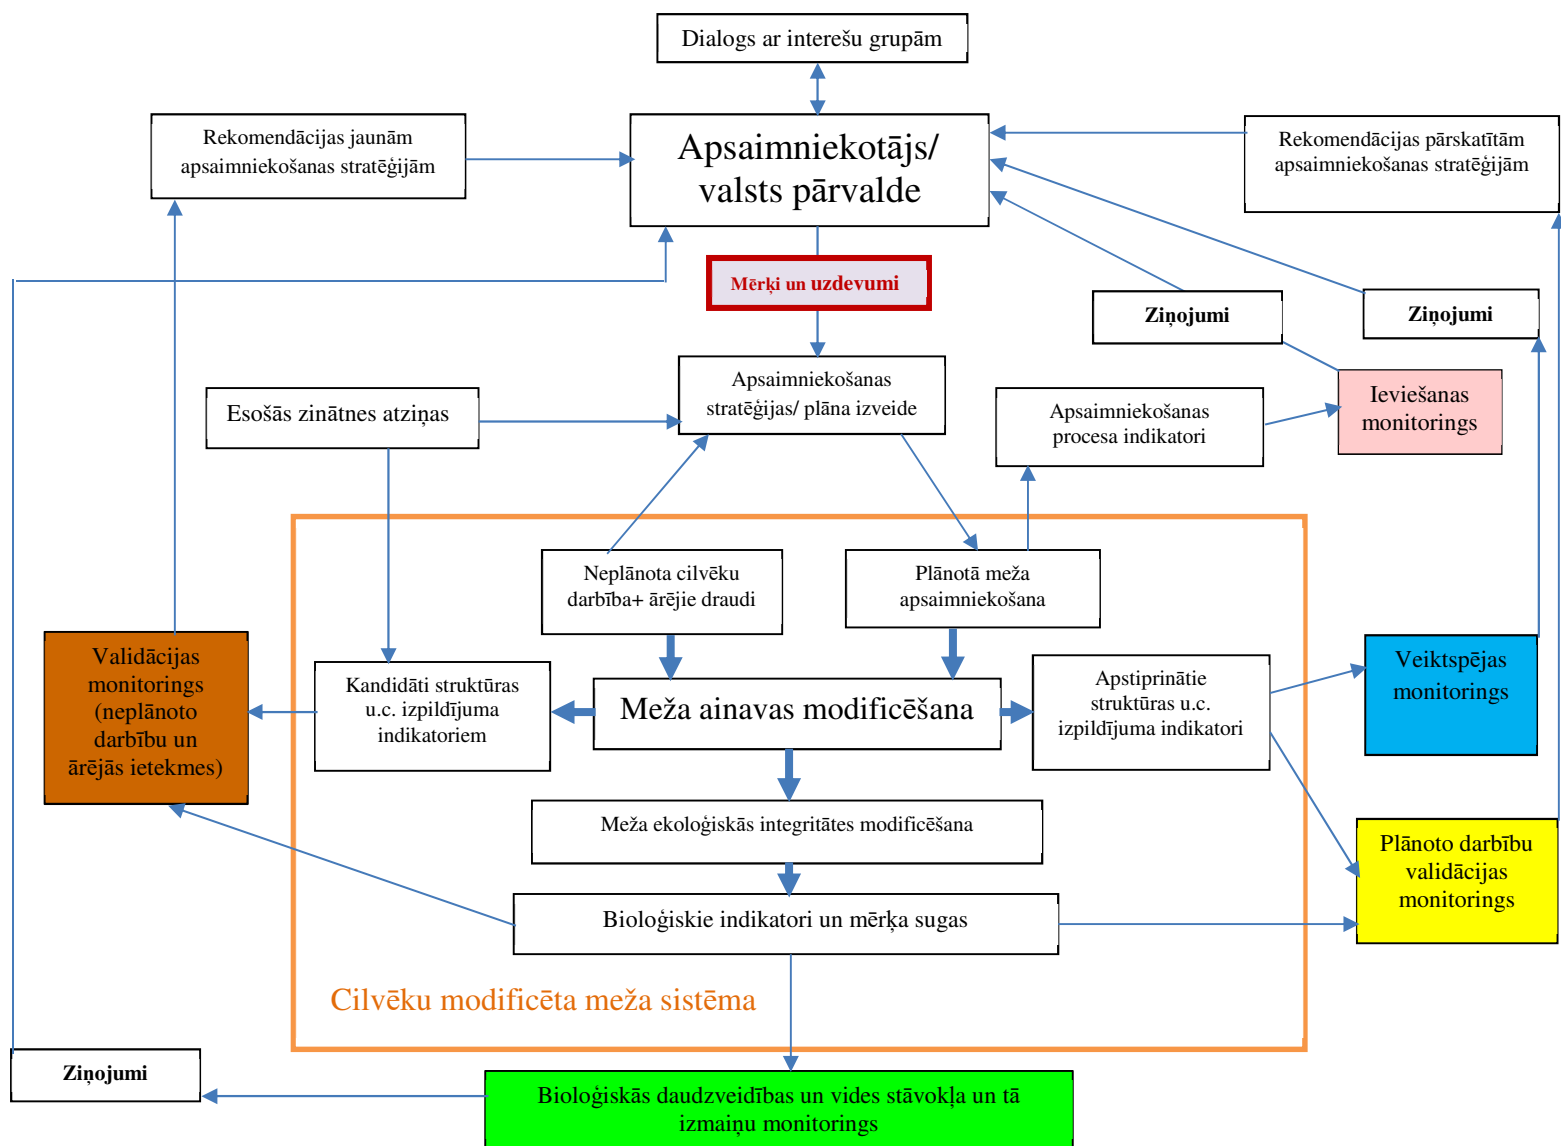 Dialogs ar interešu grupām
Rekomendācijas jaunām
apsaimniekošanas stratēģijām
Apsaimniekotājs/
valsts pārvalde
Rekomendācijas pārskatītām
apsaimniekošanas stratēģijām
Mērķi un uzdevumi
Ziņojumi
Ziņojumi
Esošās zinātnes atziņas
Apsaimniekošanas
stratēģijas/ plāna izveide
Apsaimniekošanas
procesa indikatori
Ieviešanas
monitorings
Neplānota cilvēku
darbība+ ārējie draudi
Plānotā meža
apsaimniekošana
Validācijas
monitorings
(neplānoto
darbību un
ārējās ietekmes)
Kandidāti struktūras
u.c. izpildījuma
indikatoriem
Meža ainavas modificēšana
Apstiprinātie
struktūras u.c.
izpildījuma indikatori
Veiktspējas
monitorings
Meža ekoloģiskās integritātes modificēšana
Plānoto darbību
validācijas
monitorings
Bioloģiskie indikatori un mērķa sugas
Cilvēku modificēta meža sistēma
Ziņojumi
Bioloģiskās daudzveidības un vides stāvokļa un tā
izmaiņu monitorings